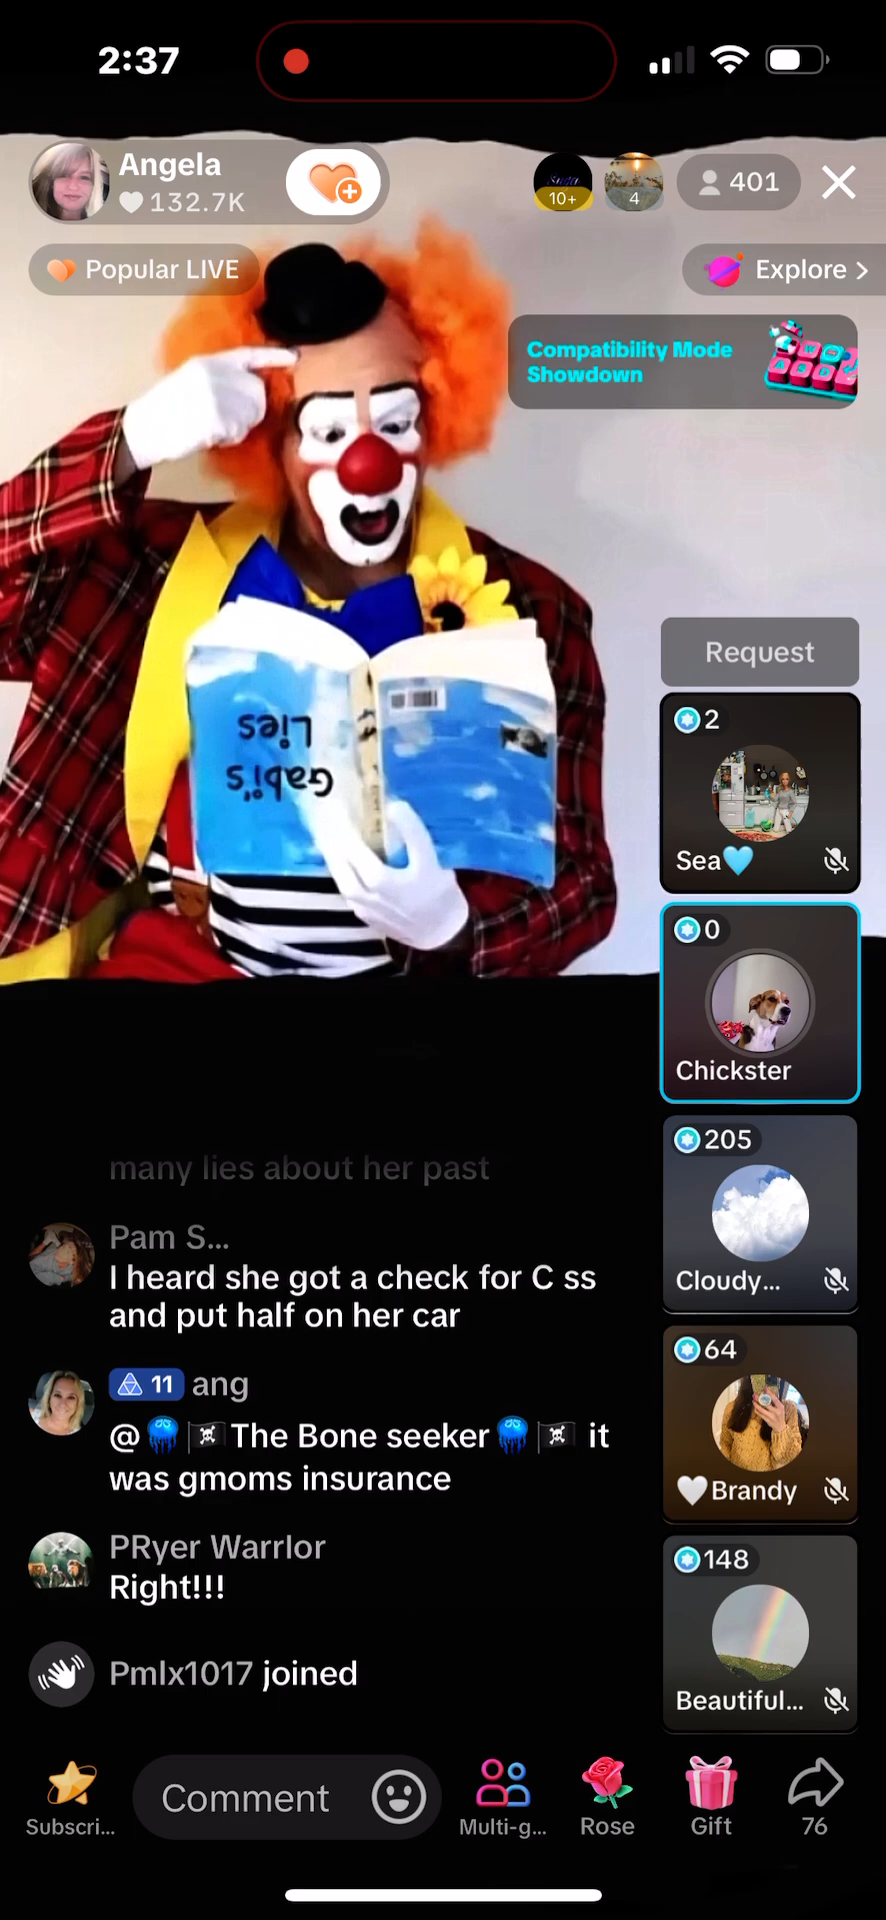 2:37
Angela
132.7K
10+
4
401
Popular LIVE
Explore >
Compatibility Mode
Showdown
Gabi's
Lies
Request
2
Sea🩵
0
Chickster
205
Cloudy...
64
🤍Brandy
148
Beautiful...
many lies about her past
Pam S...
I heard she got a check for C ss
and put half on her car
11 ang
@🪼🏴‍☠️The Bone seeker🪼🏴‍☠️ it
was gmoms insurance
PRyer WarrIor
Right!!!
Pmlx1017 joined
Subscri...
Comment
Multi-g...
Rose
Gift
76